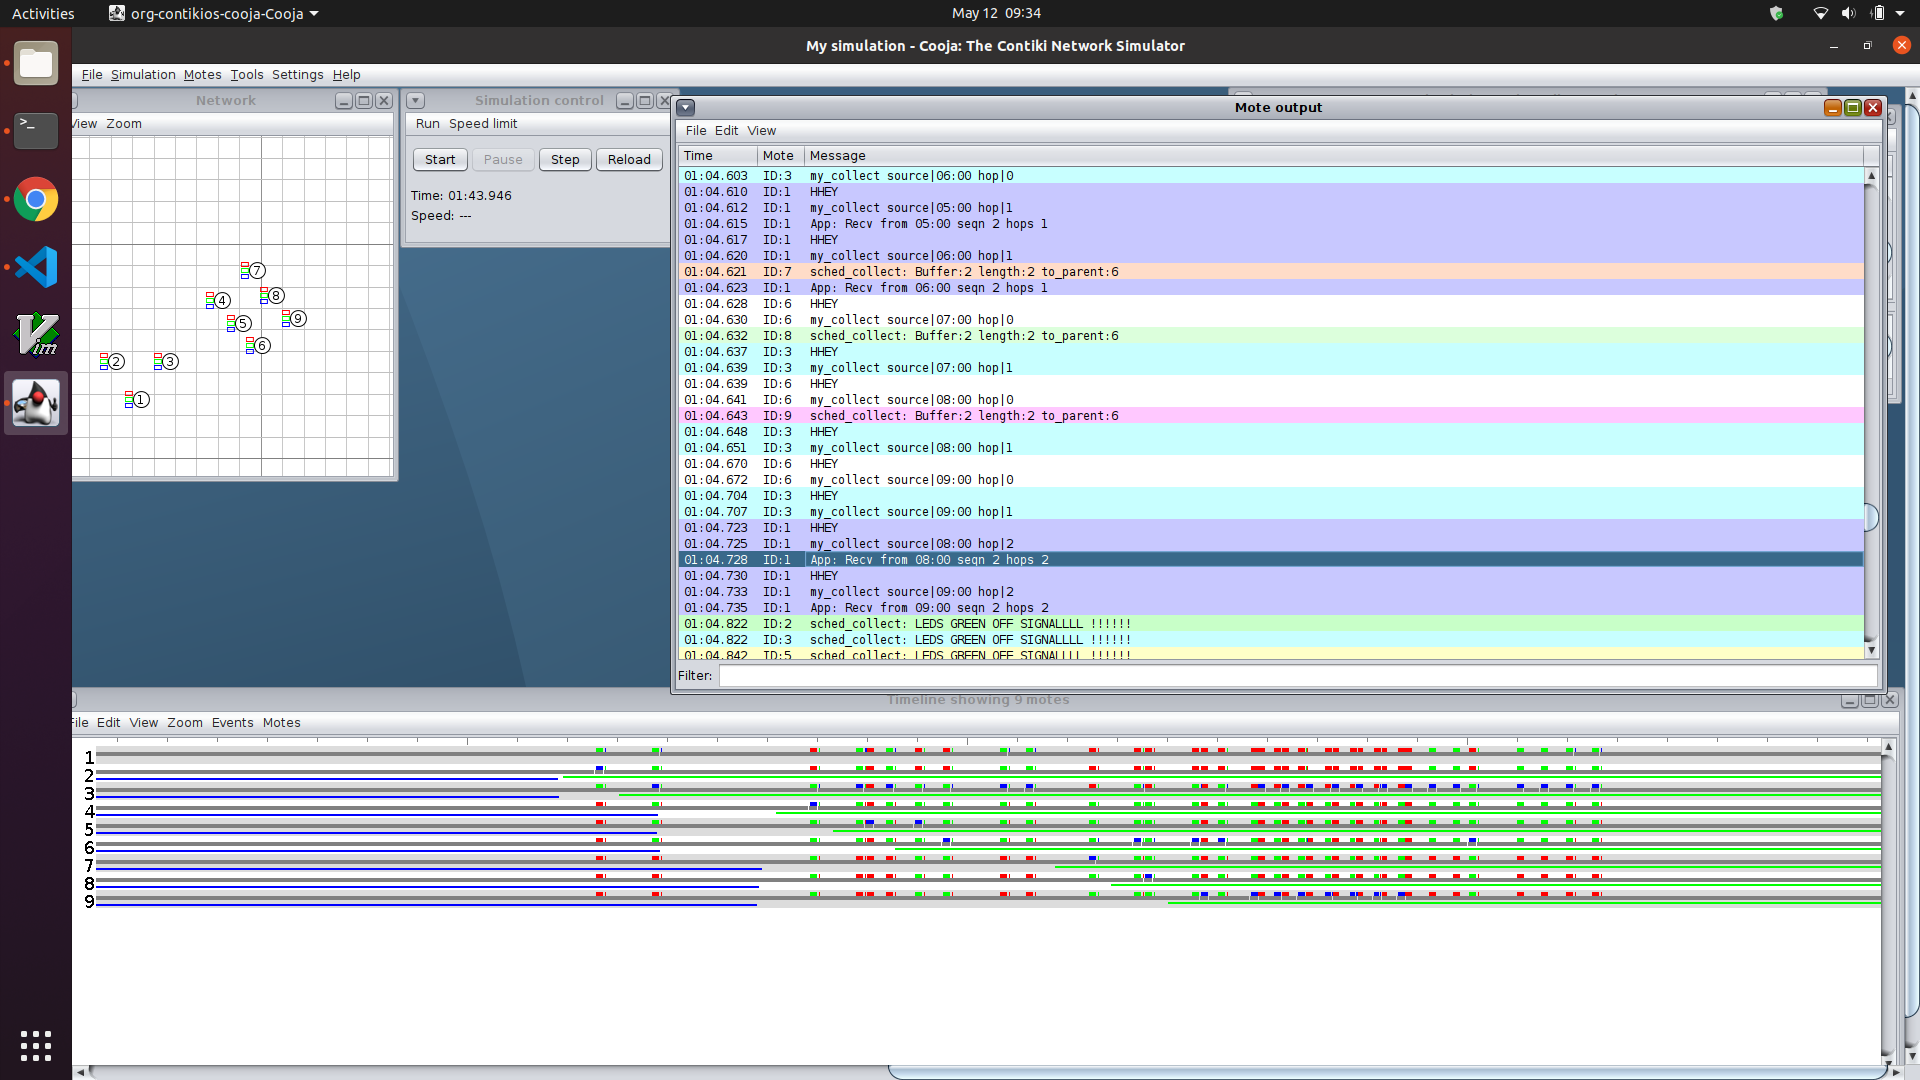 Activities
org-contikios-cooja-Cooja
May 12 09:34
My simulation - Cooja: The Contiki Network Simulator
File Simulation Motes Tools Settings Help
Network
View Zoom
7
4
8
5
9
6
2
3
1
Simulation control
Run Speed limit
Start Pause Step Reload
Time: 01:43.946
Speed: ---
Mote output
File Edit View
Time Mote Message
01:04.603 ID:3 my_collect source|06:00 hop|0
01:04.610 ID:1 HHEY
01:04.612 ID:1 my_collect source|05:00 hop|1
01:04.615 ID:1 App: Recv from 05:00 seqn 2 hops 1
01:04.617 ID:1 HHEY
01:04.620 ID:1 my_collect source|06:00 hop|1
01:04.621 ID:7 sched_collect: Buffer:2 length:2 to_parent:6
01:04.623 ID:1 App: Recv from 06:00 seqn 2 hops 1
01:04.628 ID:6 HHEY
01:04.630 ID:6 my_collect source|07:00 hop|0
01:04.632 ID:8 sched_collect: Buffer:2 length:2 to_parent:6
01:04.637 ID:3 HHEY
01:04.639 ID:3 my_collect source|07:00 hop|1
01:04.639 ID:6 HHEY
01:04.641 ID:6 my_collect source|08:00 hop|0
01:04.643 ID:9 sched_collect: Buffer:2 length:2 to_parent:6
01:04.648 ID:3 HHEY
01:04.651 ID:3 my_collect source|08:00 hop|1
01:04.670 ID:6 HHEY
01:04.672 ID:6 my_collect source|09:00 hop|0
01:04.704 ID:3 HHEY
01:04.707 ID:3 my_collect source|09:00 hop|1
01:04.723 ID:1 HHEY
01:04.725 ID:1 my_collect source|08:00 hop|2
01:04.728 ID:1 App: Recv from 08:00 seqn 2 hops 2
01:04.730 ID:1 HHEY
01:04.733 ID:1 my_collect source|09:00 hop|2
01:04.735 ID:1 App: Recv from 09:00 seqn 2 hops 2
01:04.822 ID:2 sched_collect: LEDS GREEN OFF SIGNALLLL !!!!!!
01:04.822 ID:3 sched_collect: LEDS GREEN OFF SIGNALLLL !!!!!!
01:04.842 ID:5 sched_collect: LEDS GREEN OFF SIGNALLLL !!!!!!
Filter:
Timeline showing 9 motes
File Edit View Zoom Events Motes
1
2
3
4
5
6
7
8
9